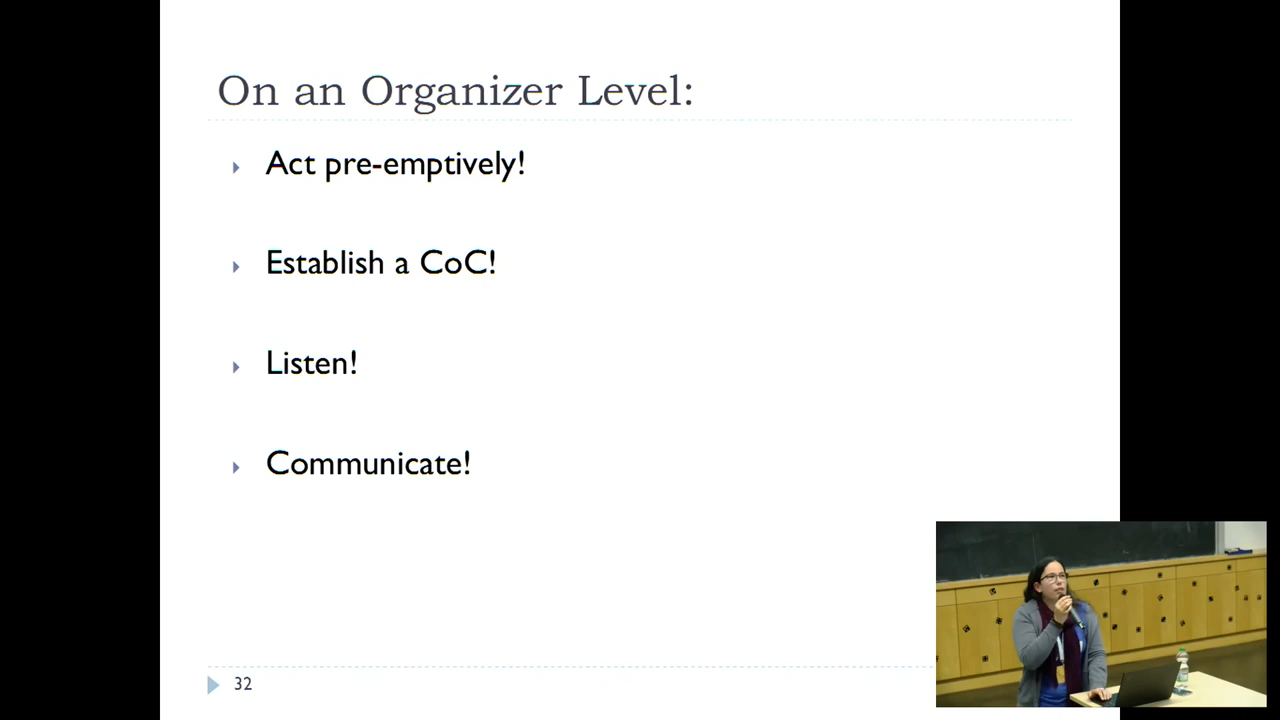 On an Organizer Level:
Act pre-emptively!
Establish a CoC!
Listen!
Communicate!
32